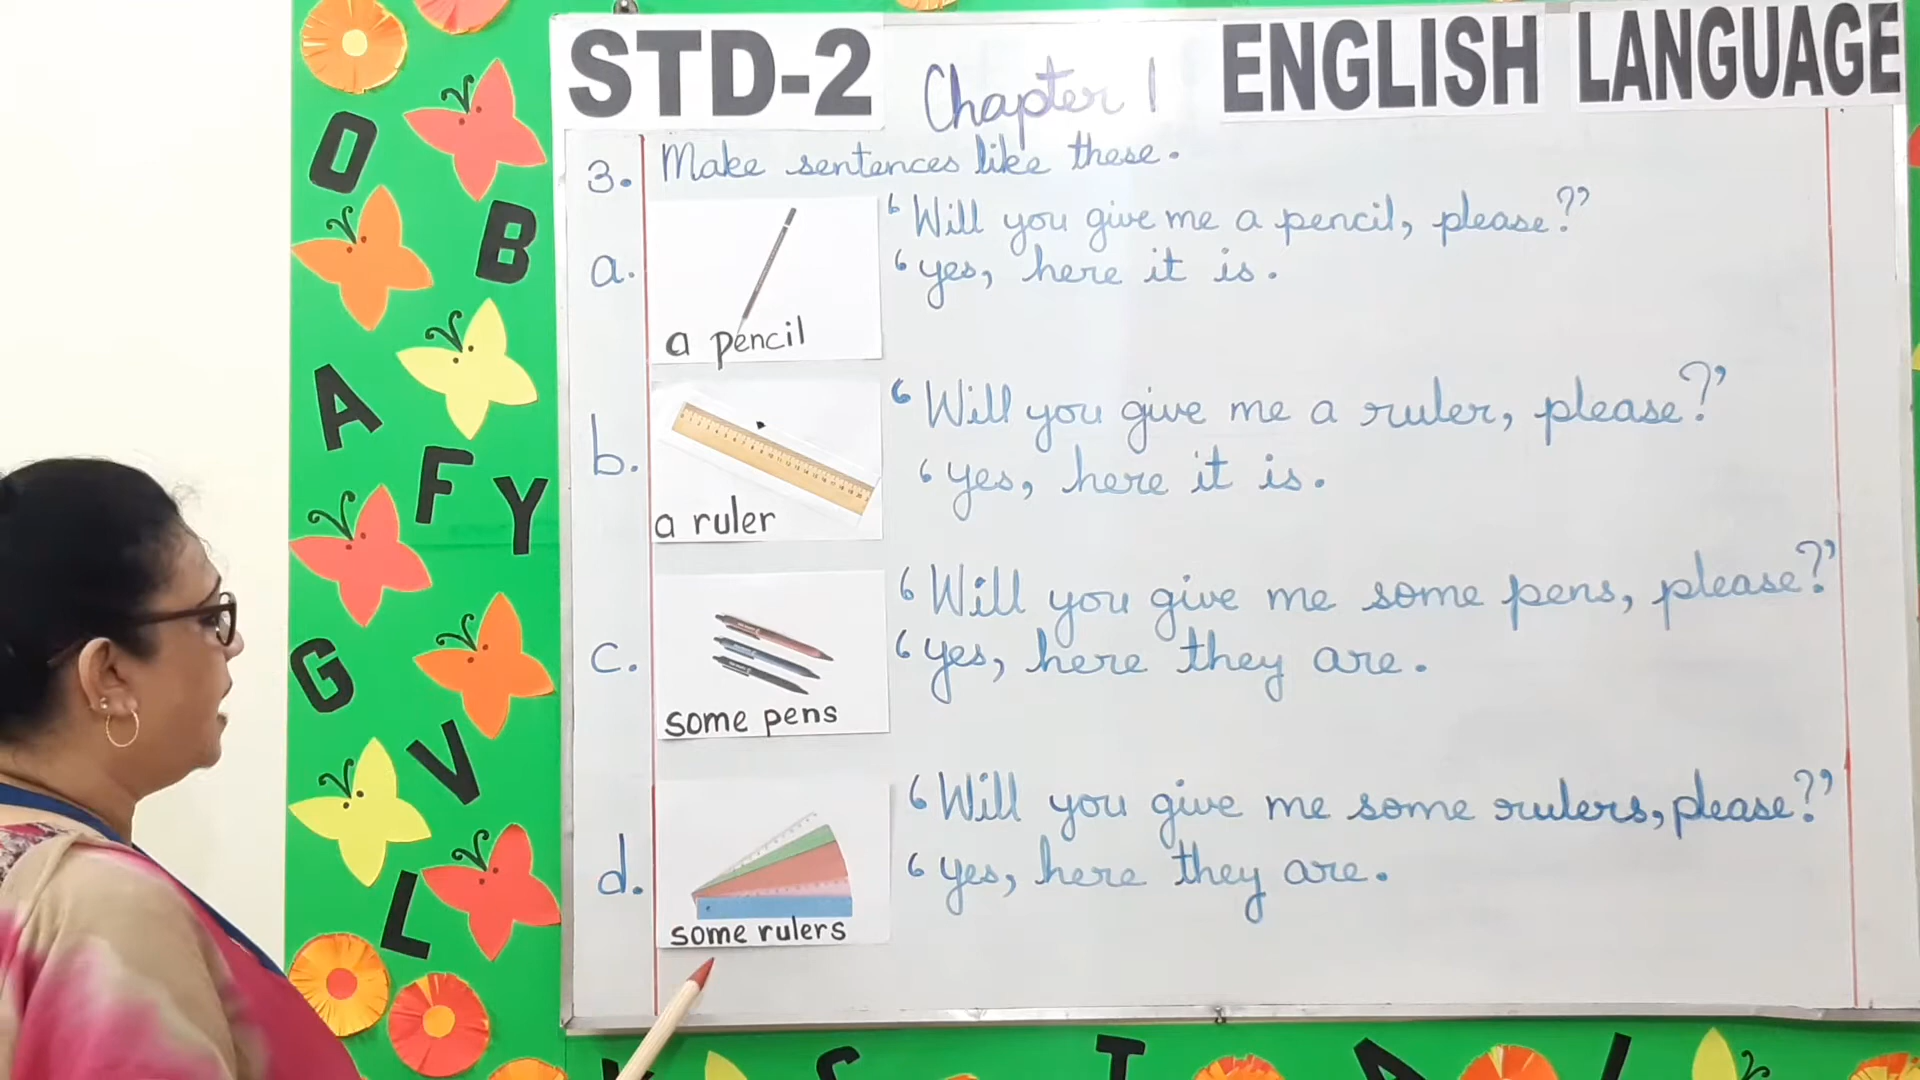 STD-2 Chapter 1 ENGLISH LANGUAGE
3. Make sentences like these.
a. a pencil
‘Will you give me a pencil, please?’
‘yes, here it is.
b. a ruler
‘Will you give me a ruler, please?’
‘yes, here it is.
c. some pens
‘Will you give me some pens, please?’
‘yes, here they are.
d. some rulers
‘Will you give me some rulers, please?’
‘yes, here they are.
O
B
A
F
Y
G
V
L